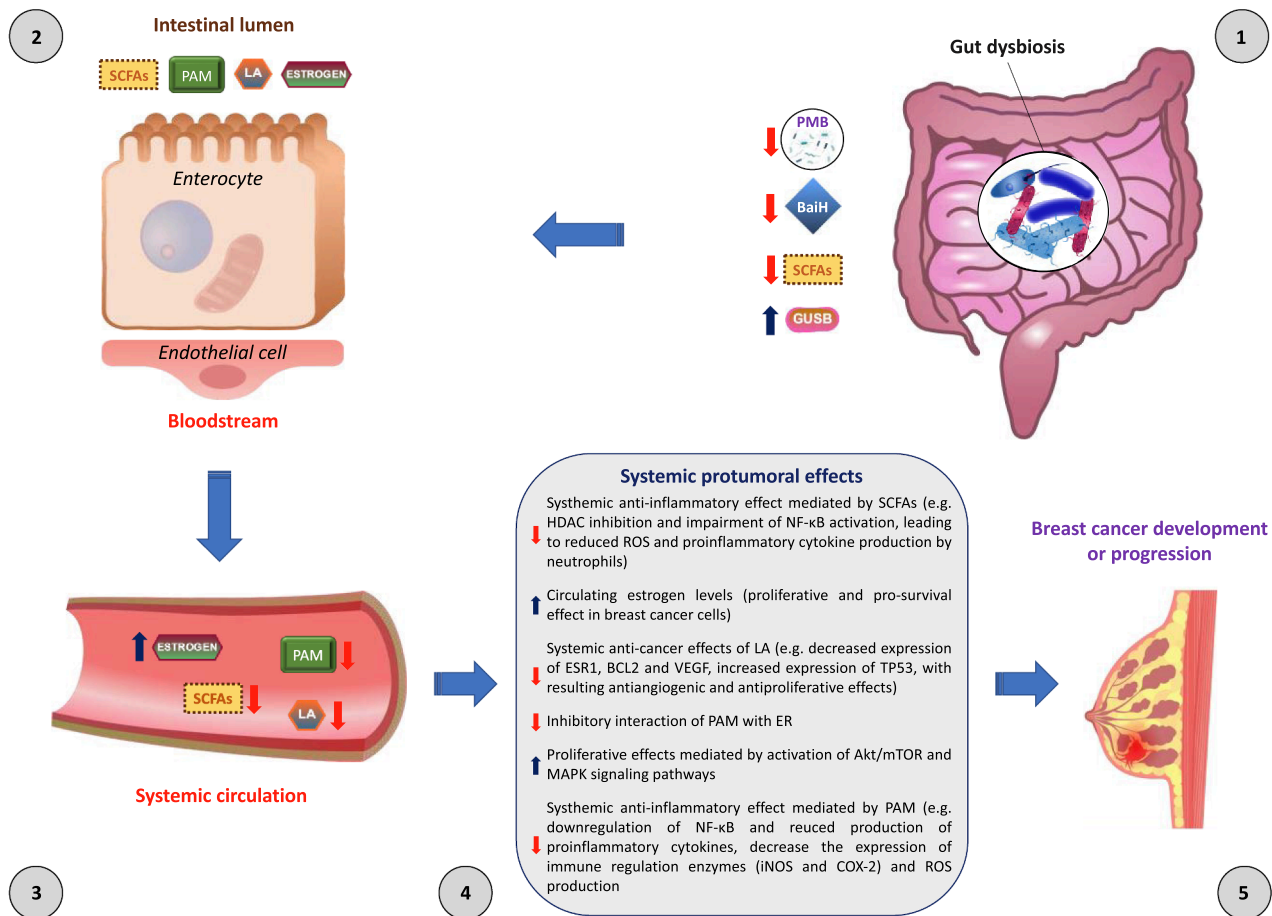 1
Gut dysbiosis
PMB
BaiH
SCFAs
GUSB
2
Intestinal lumen
SCFAs
PAM
LA
ESTROGEN
Enterocyte
Endothelial cell
Bloodstream
3
ESTROGEN
PAM
SCFAs
LA
Systemic circulation
4
Systemic protumoral effects
Systhemic anti-inflammatory effect mediated by SCFAs (e.g.
HDAC inhibition and impairment of NF-κB activation, leading
to reduced ROS and proinflammatory cytokine production by
neutrophils)
Circulating estrogen levels (proliferative and pro-survival
effect in breast cancer cells)
Systemic anti-cancer effects of LA (e.g. decreased expression
of ESR1, BCL2 and VEGF, increased expression of TP53, with
resulting antiangiogenic and antiproliferative effects)
Inhibitory interaction of PAM with ER
Proliferative effects mediated by activation of Akt/mTOR and
MAPK signaling pathways
Systhemic anti-inflammatory effect mediated by PAM (e.g.
downregulation of NF-κB and reuced production of
proinflammatory cytokines, decrease the expression of
immune regulation enzymes (iNOS and COX-2) and ROS
production
Breast cancer development
or progression
5